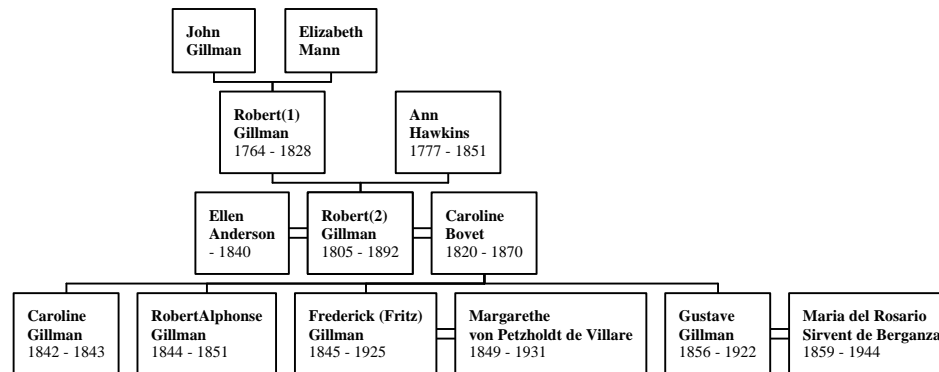 John
Gillman
Elizabeth
Mann
Robert(1)
Gillman
1764 - 1828
Ann
Hawkins
1777 - 1851
Ellen
Anderson
- 1840
Robert(2)
Gillman
1805 - 1892
Caroline
Bovet
1820 - 1870
Caroline
Gillman
1842 - 1843
RobertAlphonse
Gillman
1844 - 1851
Frederick (Fritz)
Gillman
1845 - 1925
Margarethe
von Petzholdt de Villare
1849 - 1931
Gustave
Gillman
1856 - 1922
Maria del Rosario
Sirvent de Berganza
1859 - 1944